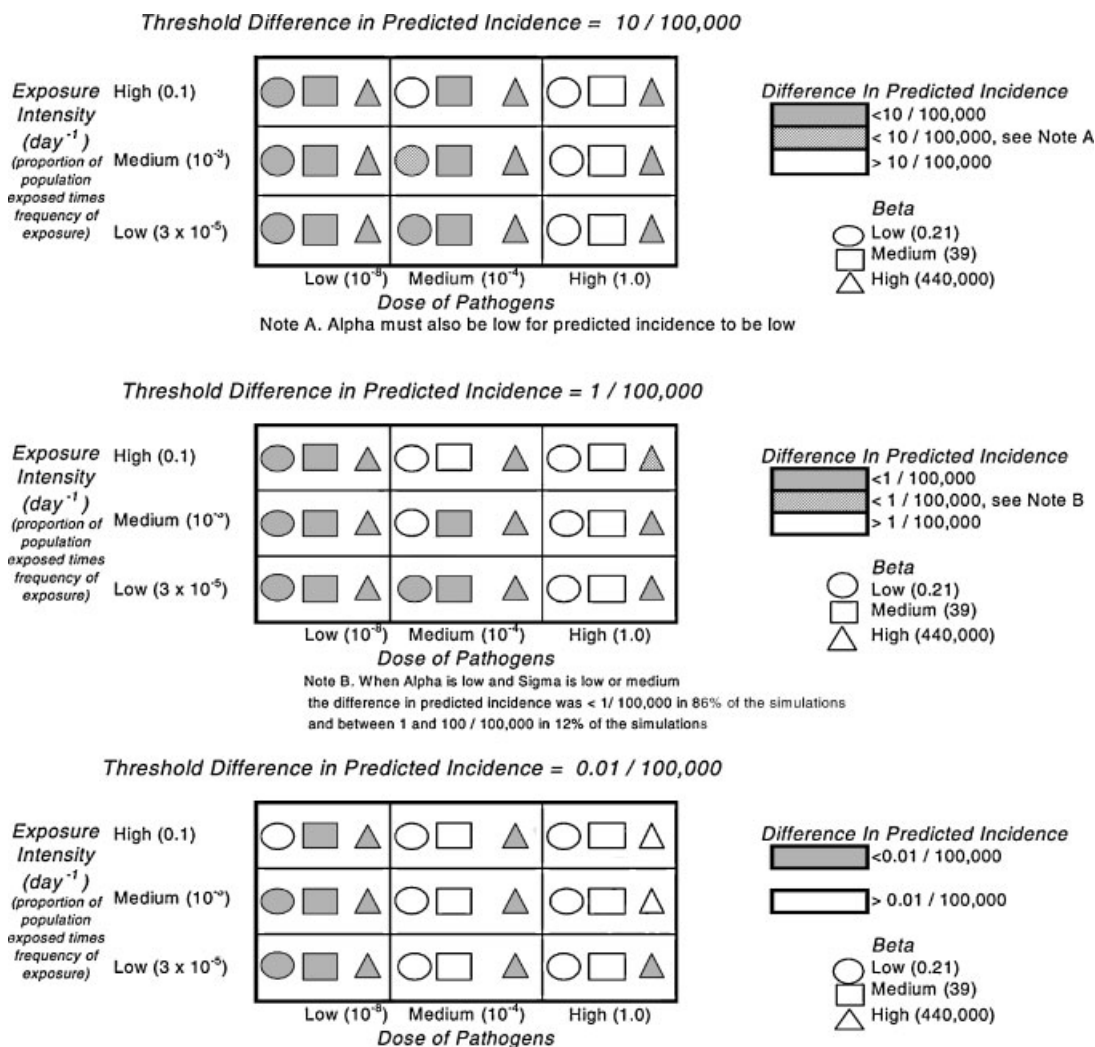 Threshold Difference in Predicted Incidence = 10 / 100,000
Exposure
Intensity
(day⁻¹)
(proportion of
population
exposed times
frequency of
exposure)
High (0.1)
Medium (10⁻³)
Low (3 x 10⁻⁵)
Low (10⁻⁸) Medium (10⁻⁴) High (1.0)
Dose of Pathogens
Note A. Alpha must also be low for predicted incidence to be low
Difference In Predicted Incidence
<10 / 100,000
< 10 / 100,000, see Note A
> 10 / 100,000
Beta
Low (0.21)
Medium (39)
High (440,000)
Threshold Difference in Predicted Incidence = 1 / 100,000
Exposure
Intensity
(day⁻¹)
(proportion of
population
exposed times
frequency of
exposure)
High (0.1)
Medium (10⁻³)
Low (3 x 10⁻⁵)
Low (10⁻⁸) Medium (10⁻⁴) High (1.0)
Dose of Pathogens
Note B. When Alpha is low and Sigma is low or medium
the difference in predicted incidence was < 1/ 100,000 in 86% of the simulations
and between 1 and 100 / 100,000 in 12% of the simulations
Difference In Predicted Incidence
<1 / 100,000
< 1 / 100,000, see Note B
> 1 / 100,000
Beta
Low (0.21)
Medium (39)
High (440,000)
Threshold Difference in Predicted Incidence = 0.01 / 100,000
Exposure
Intensity
(day⁻¹)
(proportion of
population
exposed times
frequency of
exposure)
High (0.1)
Medium (10⁻³)
Low (3 x 10⁻⁵)
Low (10⁻⁸) Medium (10⁻⁴) High (1.0)
Dose of Pathogens
Difference In Predicted Incidence
<0.01 / 100,000
> 0.01 / 100,000
Beta
Low (0.21)
Medium (39)
High (440,000)